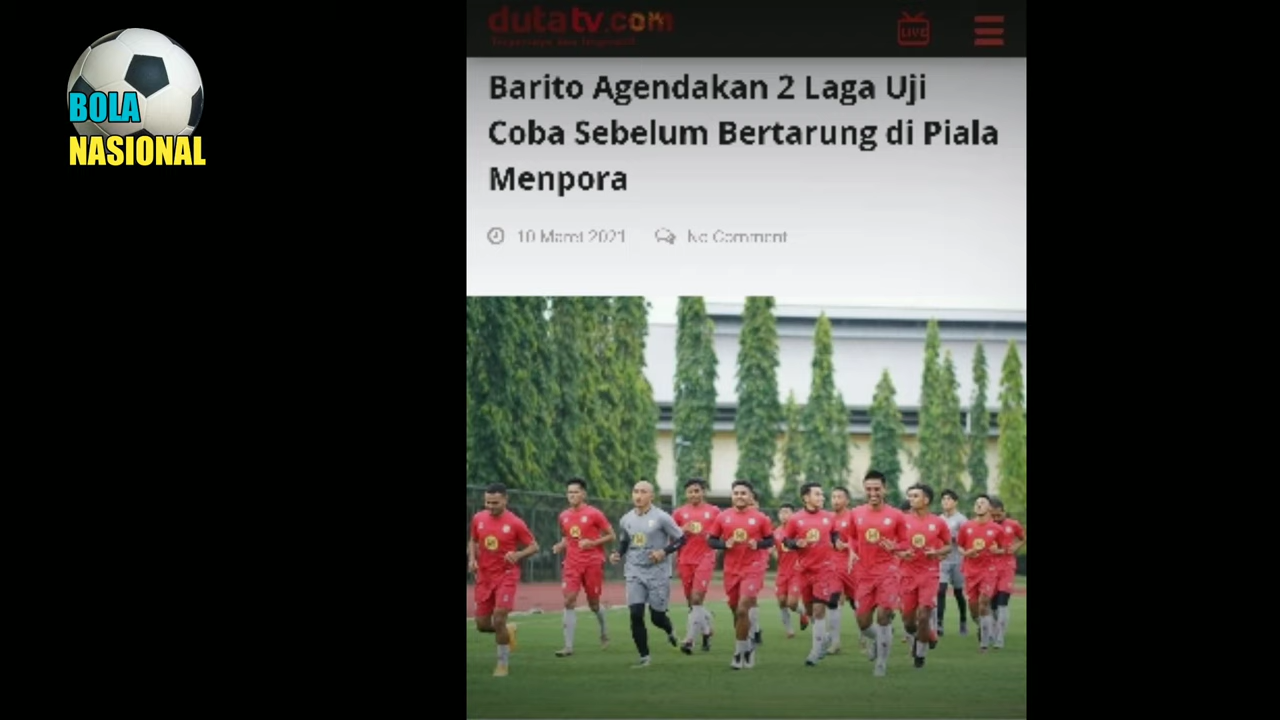 BOLA
NASIONAL
dutatv.com
LIVE
Barito Agendakan 2 Laga Uji
Coba Sebelum Bertarung di Piala
Menpora
10 Maret 2021
No Comment